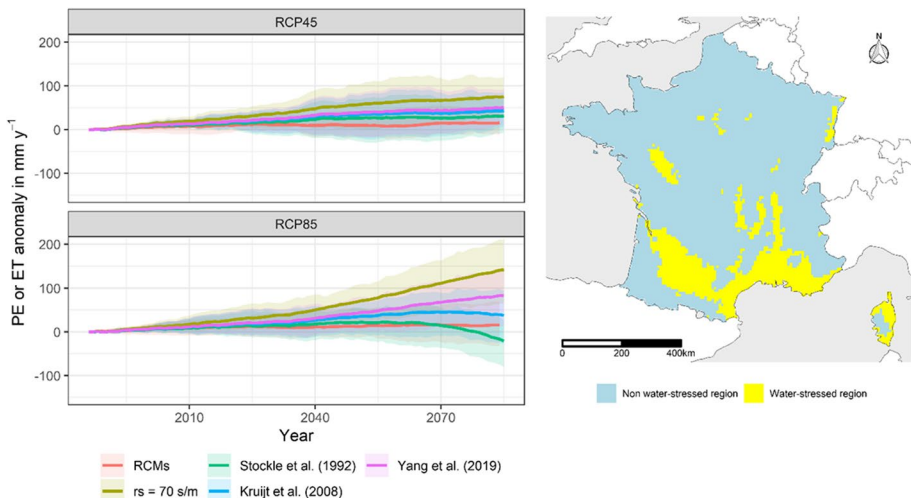 RCP45
200
100
0
-100
RCP85
200
100
0
-100
PE or ET anomaly in mm y⁻¹
2010 2040 2070
Year
RCMs
rs = 70 s/m
Stockle et al. (1992)
Kruijt et al. (2008)
Yang et al. (2019)
0 200 400km
Non water-stressed region
Water-stressed region